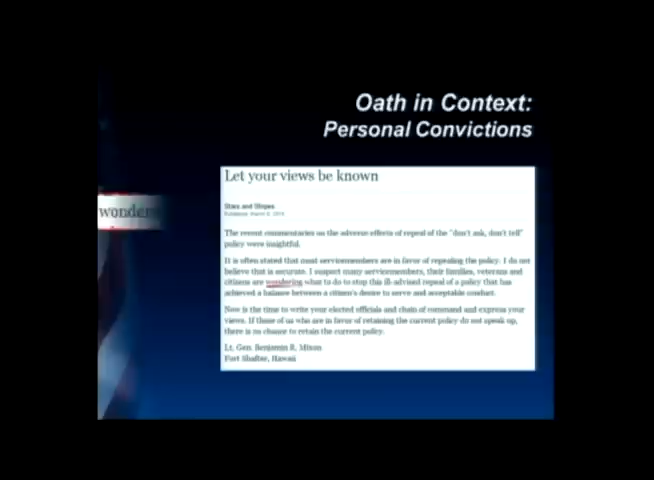 Oath in Context:
Personal Convictions
Let your views be known
wonder
Stars and Stripes
Published: March 8, 2010
The recent commentaries on the adverse effects of repeal of the "don't ask, don't tell"
policy were insightful.
It is often stated that most servicemembers are in favor of repealing the policy. I do not
believe that is accurate. I suspect many servicemembers, their families, veterans and
citizens are wondering what to do to stop this ill-advised repeal of a policy that has
achieved a balance between a citizen's desire to serve and acceptable conduct.
Now is the time to write your elected officials and chain of command and express your
views. If those of us who are in favor of retaining the current policy do not speak up,
there is no chance to retain the current policy.
Lt. Gen. Benjamin R. Mixon
Fort Shafter, Hawaii